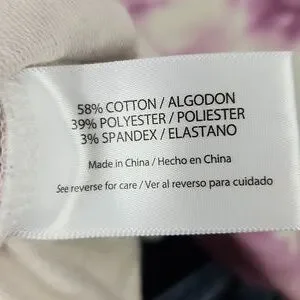 58% COTTON / ALGODON
39% POLYESTER / POLIESTER
3% SPANDEX / ELASTANO
Made in China / Hecho en China
See reverse for care / Ver al reverso para cuidado